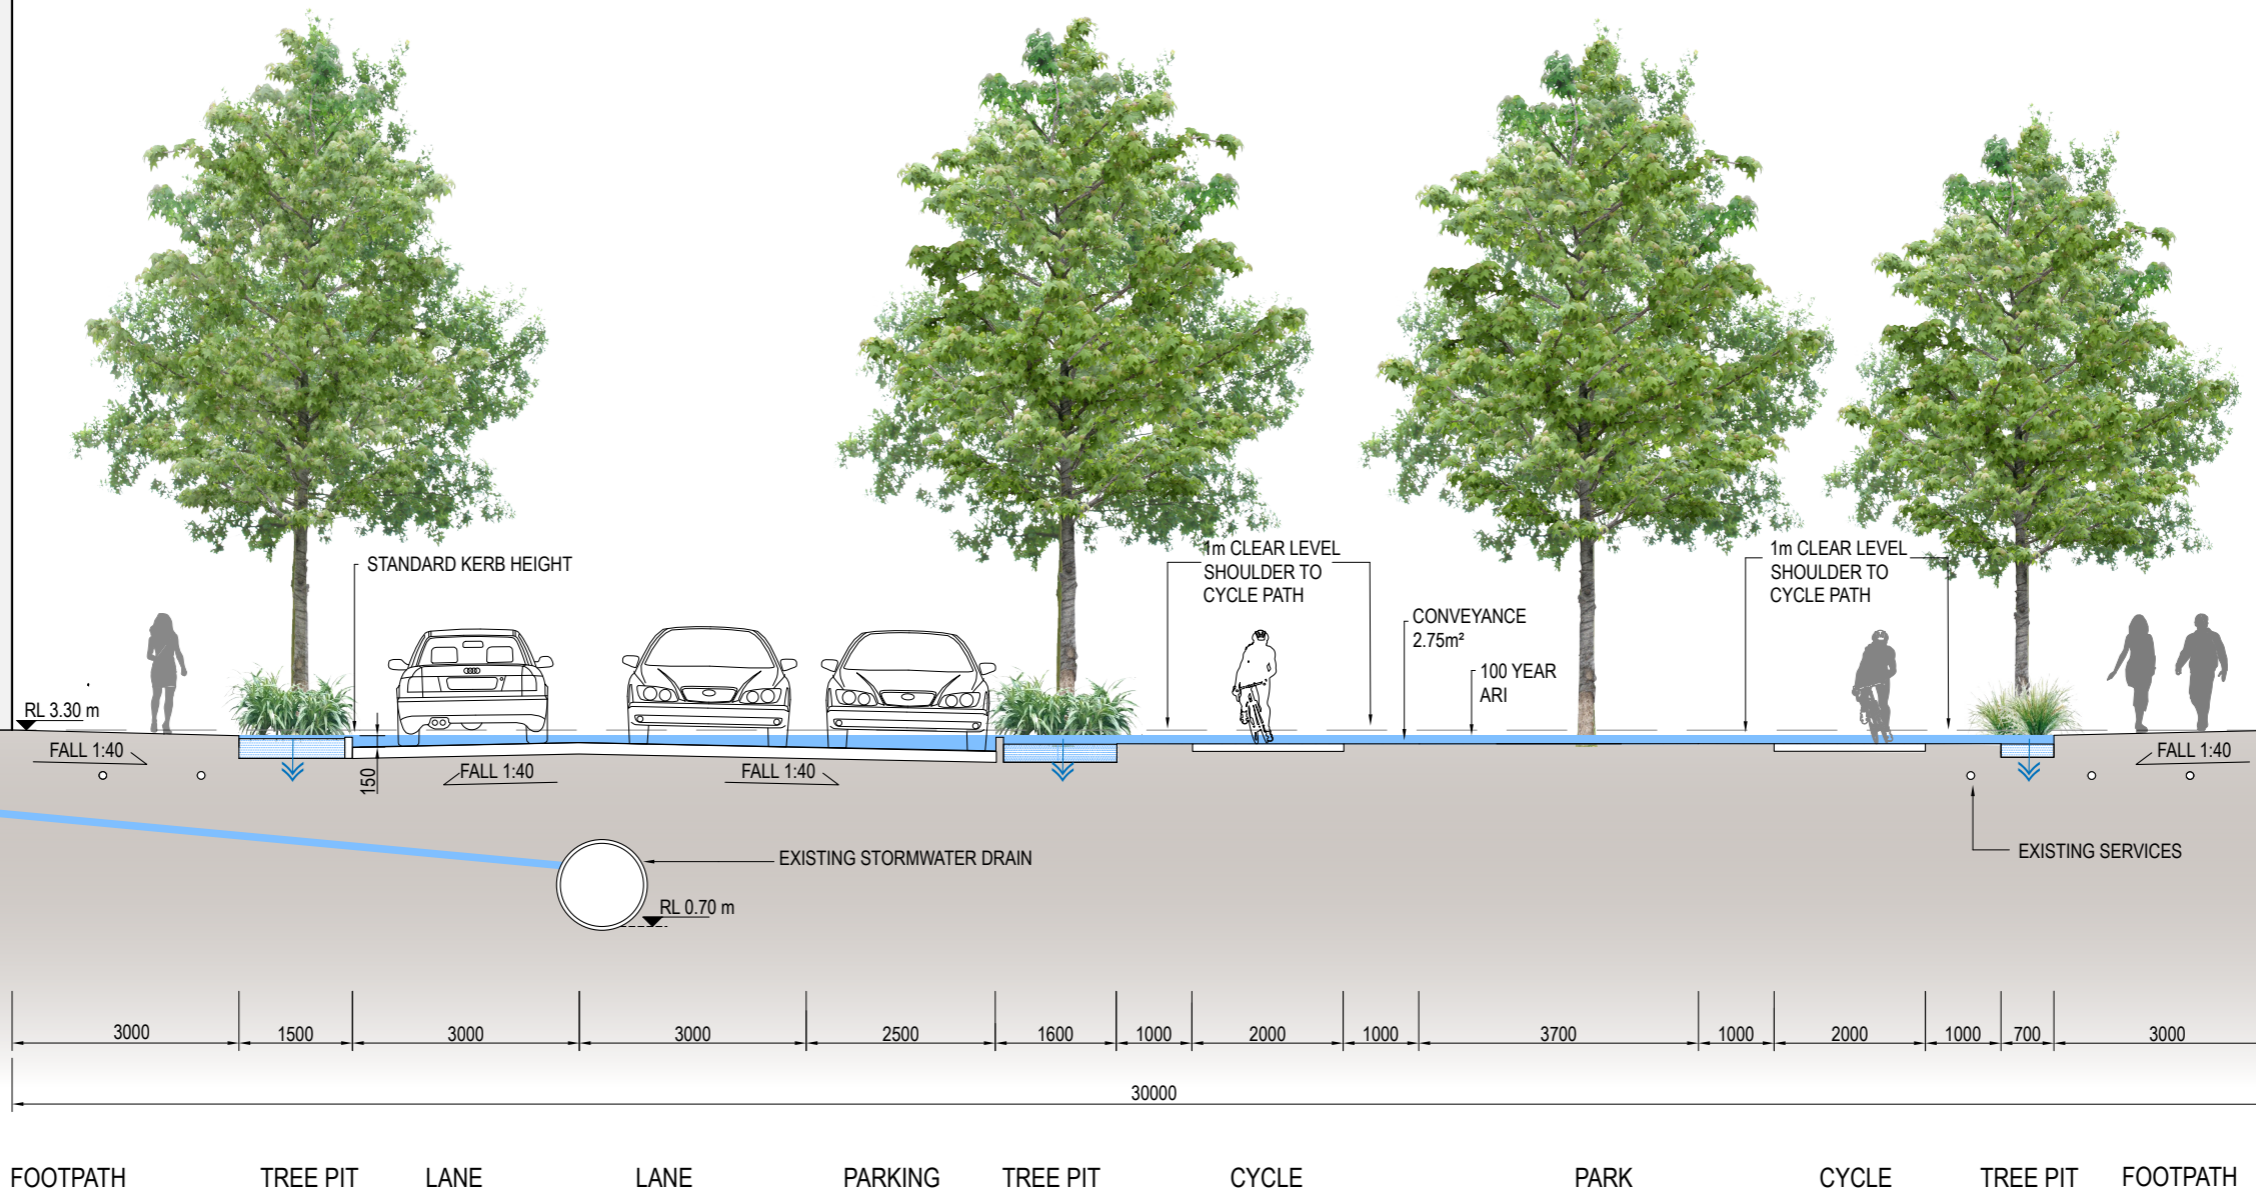 STANDARD KERB HEIGHT
1m CLEAR LEVEL
SHOULDER TO
CYCLE PATH
1m CLEAR LEVEL
SHOULDER TO
CYCLE PATH
CONVEYANCE
2.75m²
100 YEAR
ARI
RL 3.30 m
FALL 1:40
150
FALL 1:40
FALL 1:40
FALL 1:40
EXISTING STORMWATER DRAIN
EXISTING SERVICES
RL 0.70 m
3000 1500 3000 3000 2500 1600 1000 2000 1000 3700 1000 2000 1000 700 3000
30000
FOOTPATH TREE PIT LANE LANE PARKING TREE PIT CYCLE PARK CYCLE TREE PIT FOOTPATH